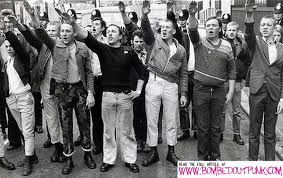 READ THE FULL ARTICLE AT
WWW.BOMBEDOUTPUNK.COM